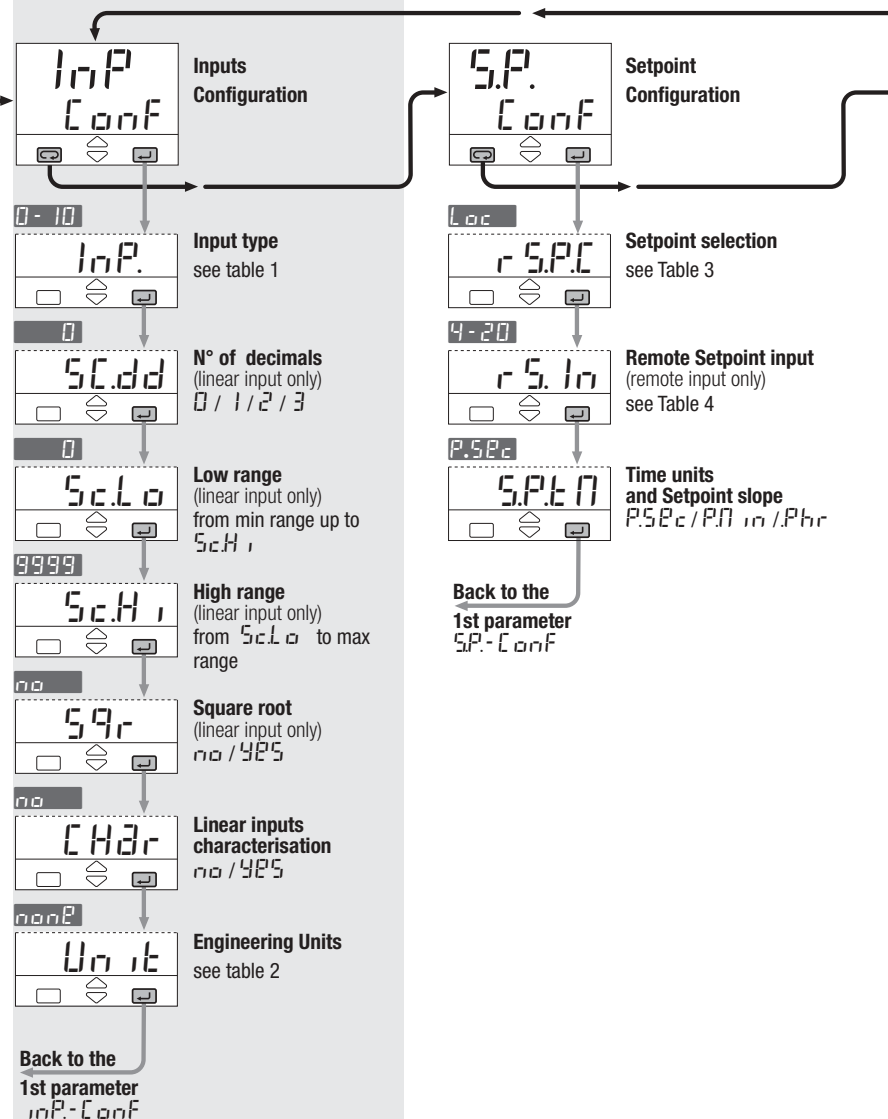 InP
ConF
Inputs
Configuration
0-10
InP.
Input type
see table 1
0
SC.dd
N° of decimals
(linear input only)
0 / 1 / 2 / 3
0
Sc.Lo
Low range
(linear input only)
from min range up to
Sc.Hi
9999
Sc.Hi
High range
(linear input only)
from Sc.Lo to max
range
no
Sqr
Square root
(linear input only)
no / YES
no
CHar
Linear inputs
characterisation
no / YES
nonE
Unit
Engineering Units
see table 2
Back to the
1st parameter
inP.-ConF
S.P.
ConF
Setpoint
Configuration
Loc
rS.P.C
Setpoint selection
see Table 3
4-20
rS.In
Remote Setpoint input
(remote input only)
see Table 4
P.SEc
S.P.tM
Time units
and Setpoint slope
P.SEc / P.Min / .Phr
Back to the
1st parameter
S.P.-ConF